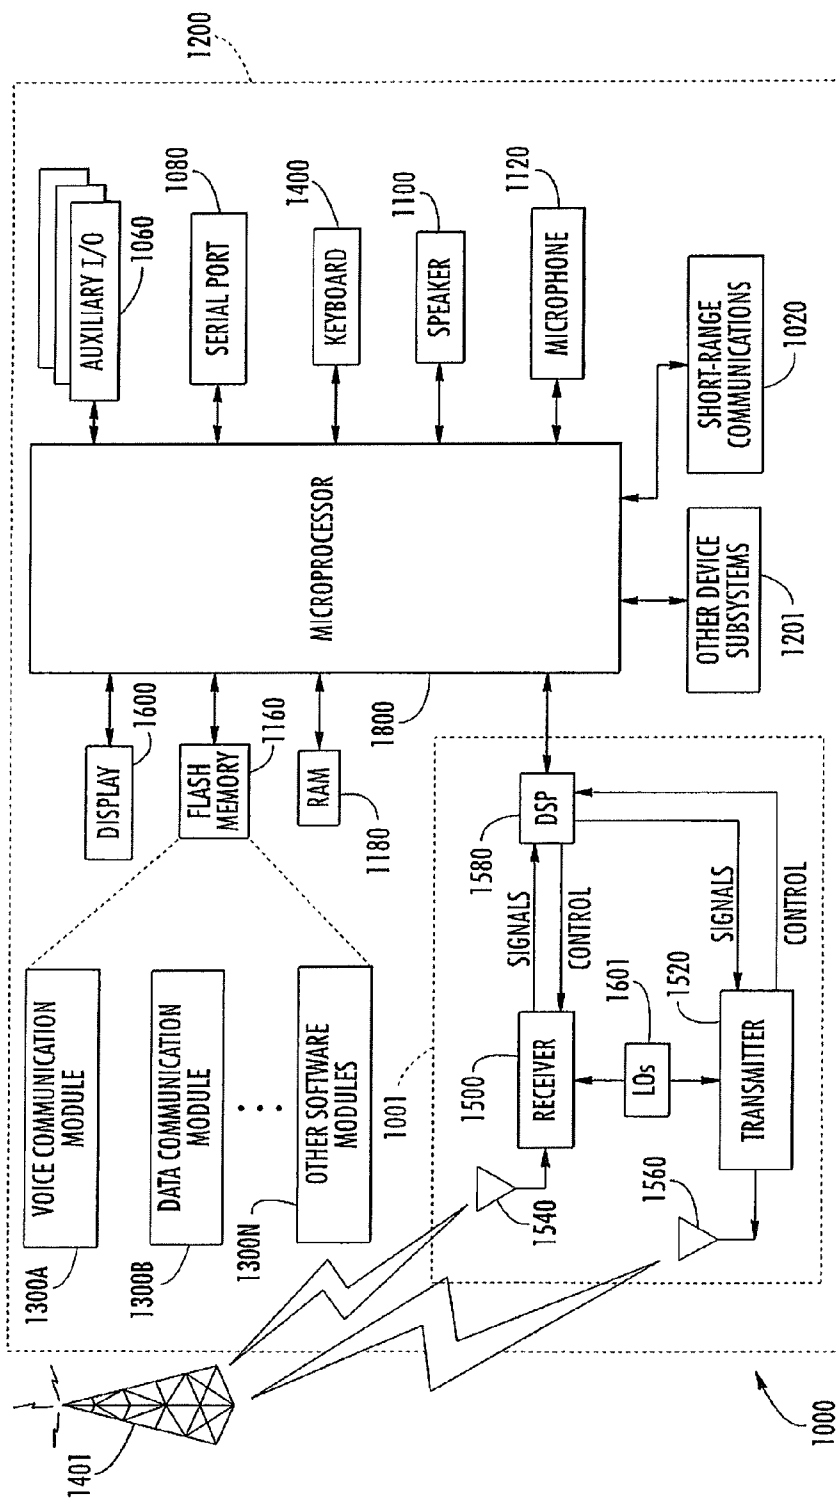 1200
AUXILIARY I/O
1060
SERIAL PORT
1080
KEYBOARD
1400
SPEAKER
1100
MICROPHONE
1120
SHORT-RANGE
COMMUNICATIONS
1020
OTHER DEVICE
SUBSYSTEMS
1201
MICROPROCESSOR
1800
DISPLAY
1600
FLASH
MEMORY
1160
RAM
1180
VOICE COMMUNICATION
MODULE
1300A
DATA COMMUNICATION
MODULE
1300B
• • •
OTHER SOFTWARE
MODULES
1300N
1001
DSP
1580
SIGNALS
CONTROL
SIGNALS
CONTROL
RECEIVER
1500
LOs
1601
TRANSMITTER
1520
1540
1560
1401
1000